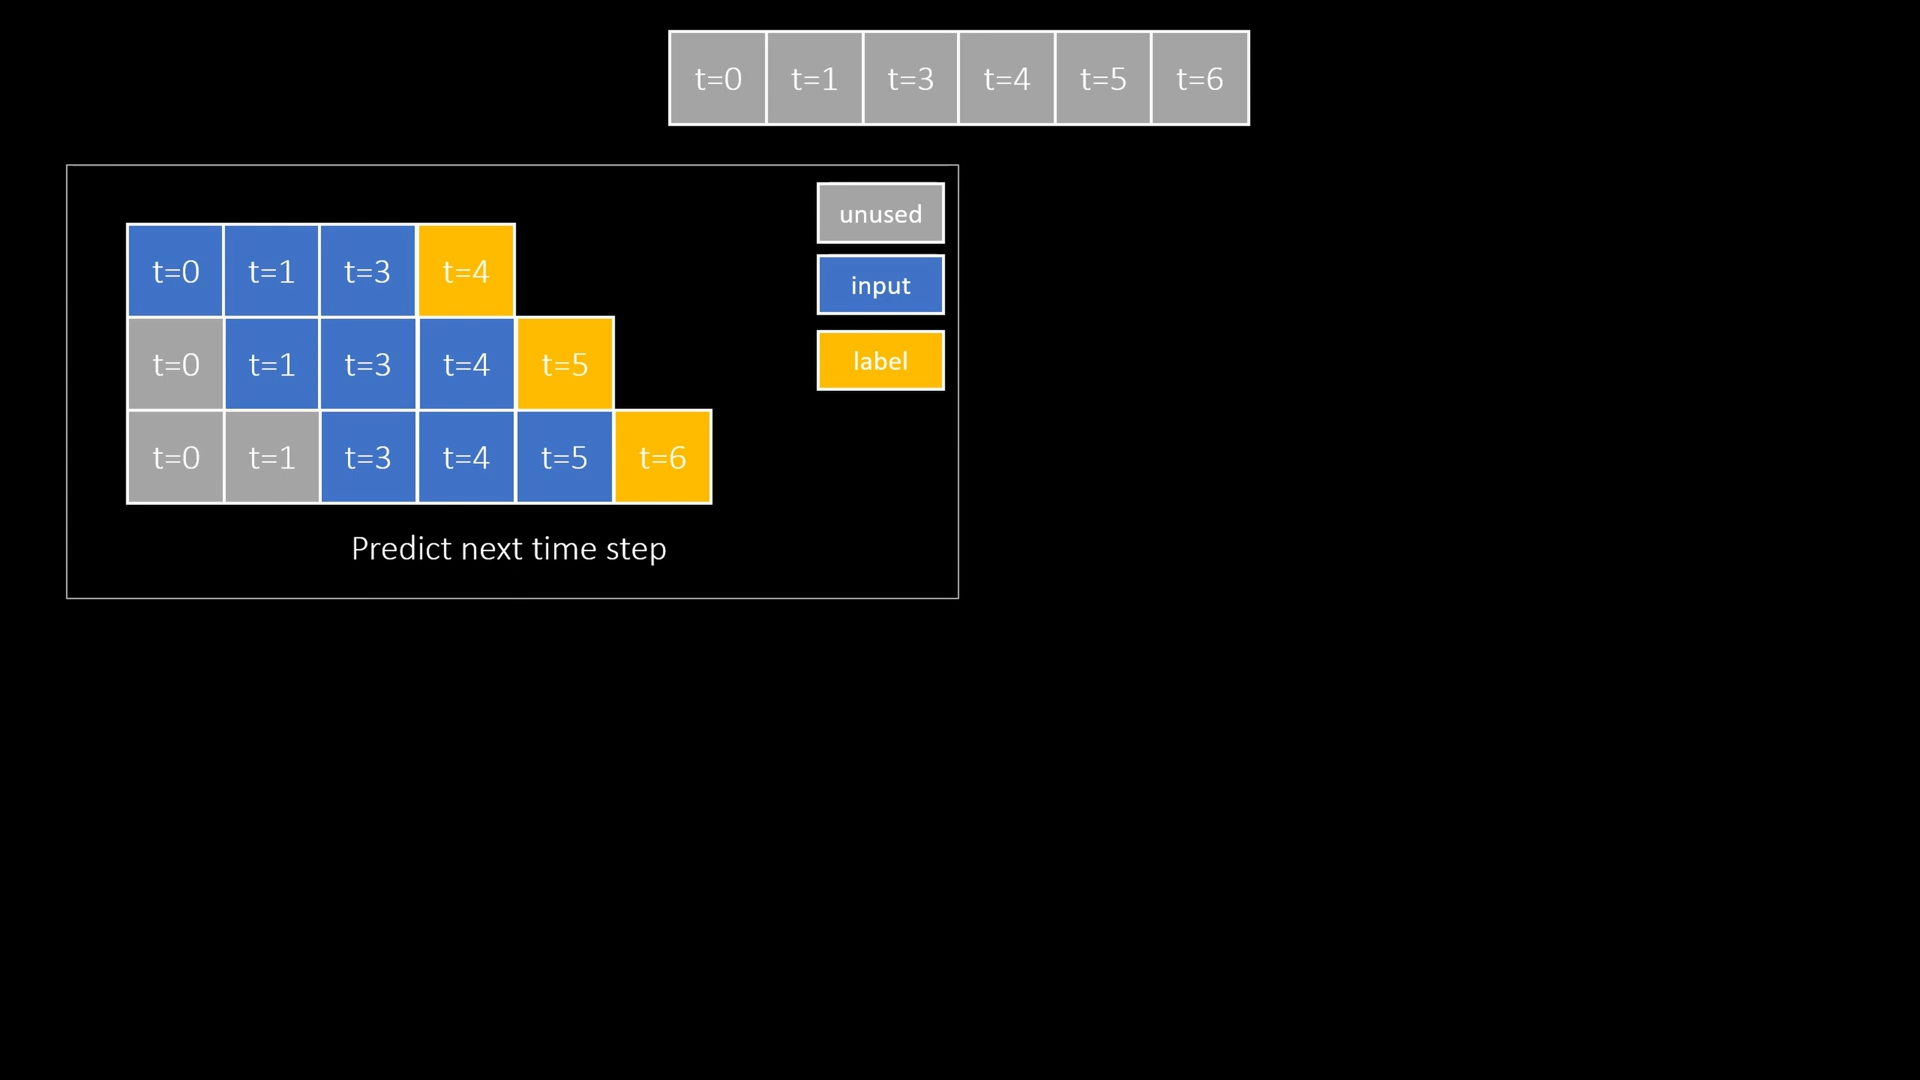 t=0 t=1 t=3 t=4 t=5 t=6
unused
input
label
t=0 t=1 t=3 t=4
t=0 t=1 t=3 t=4 t=5
t=0 t=1 t=3 t=4 t=5 t=6
Predict next time step